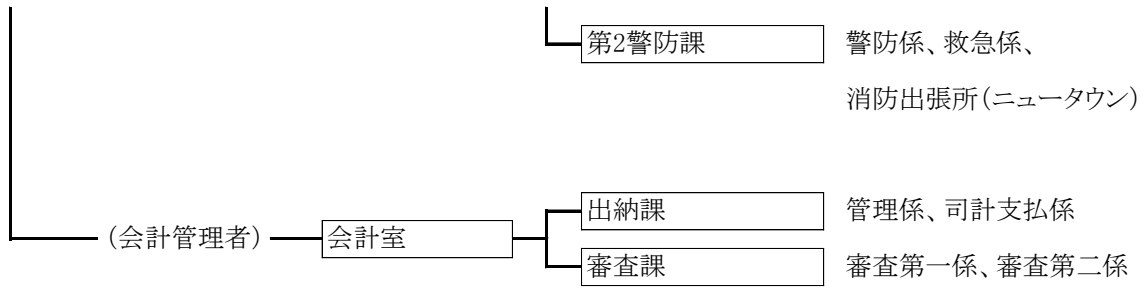 第2警防課 警防係、救急係、
消防出張所(ニュータウン)
出納課 管理係、司計支払係
(会計管理者) 会計室
審査課 審査第一係、審査第二係